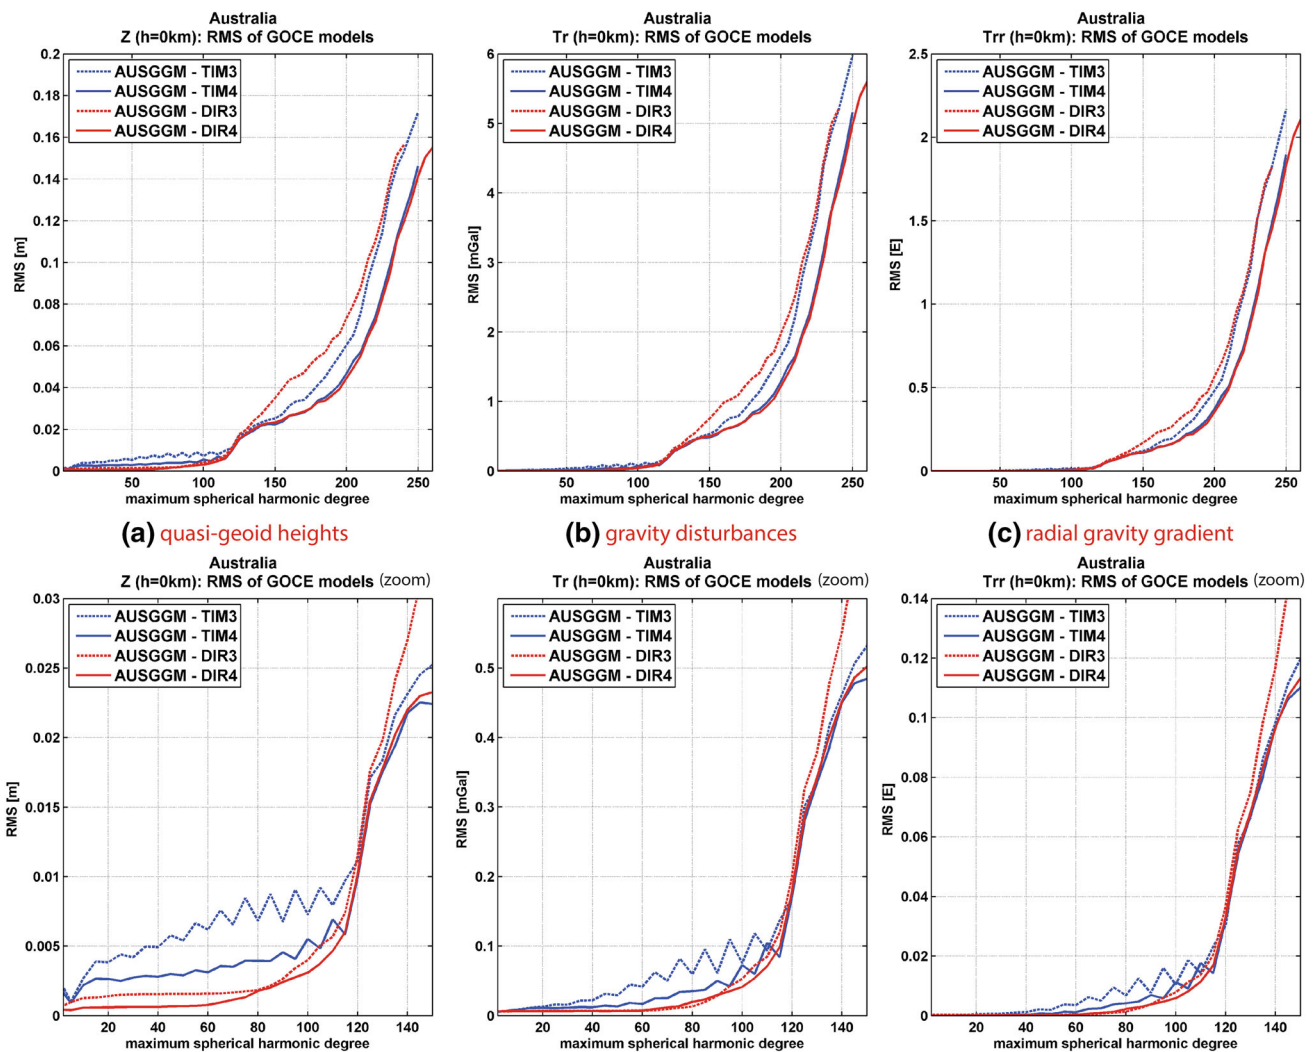 Australia
Z (h=0km): RMS of GOCE models
0.2
0.18
0.16
0.14
0.12
0.1
0.08
0.06
0.04
0.02
0
RMS [m]
AUSGGM - TIM3
AUSGGM - TIM4
AUSGGM - DIR3
AUSGGM - DIR4
50 100 150 200 250
maximum spherical harmonic degree
(a) quasi-geoid heights
Australia
Tr (h=0km): RMS of GOCE models
6
5
4
3
2
1
0
RMS [mGal]
AUSGGM - TIM3
AUSGGM - TIM4
AUSGGM - DIR3
AUSGGM - DIR4
50 100 150 200 250
maximum spherical harmonic degree
(b) gravity disturbances
Australia
Trr (h=0km): RMS of GOCE models
2.5
2
1.5
1
0.5
0
RMS [E]
AUSGGM - TIM3
AUSGGM - TIM4
AUSGGM - DIR3
AUSGGM - DIR4
50 100 150 200 250
maximum spherical harmonic degree
(c) radial gravity gradient
Australia
Z (h=0km): RMS of GOCE models (zoom)
0.03
0.025
0.02
0.015
0.01
0.005
0
RMS [m]
AUSGGM - TIM3
AUSGGM - TIM4
AUSGGM - DIR3
AUSGGM - DIR4
20 40 60 80 100 120 140
maximum spherical harmonic degree
Australia
Tr (h=0km): RMS of GOCE models (zoom)
0.5
0.4
0.3
0.2
0.1
0
RMS [mGal]
AUSGGM - TIM3
AUSGGM - TIM4
AUSGGM - DIR3
AUSGGM - DIR4
20 40 60 80 100 120 140
maximum spherical harmonic degree
Australia
Trr (h=0km): RMS of GOCE models (zoom)
0.14
0.12
0.1
0.08
0.06
0.04
0.02
0
RMS [E]
AUSGGM - TIM3
AUSGGM - TIM4
AUSGGM - DIR3
AUSGGM - DIR4
20 40 60 80 100 120 140
maximum spherical harmonic degree